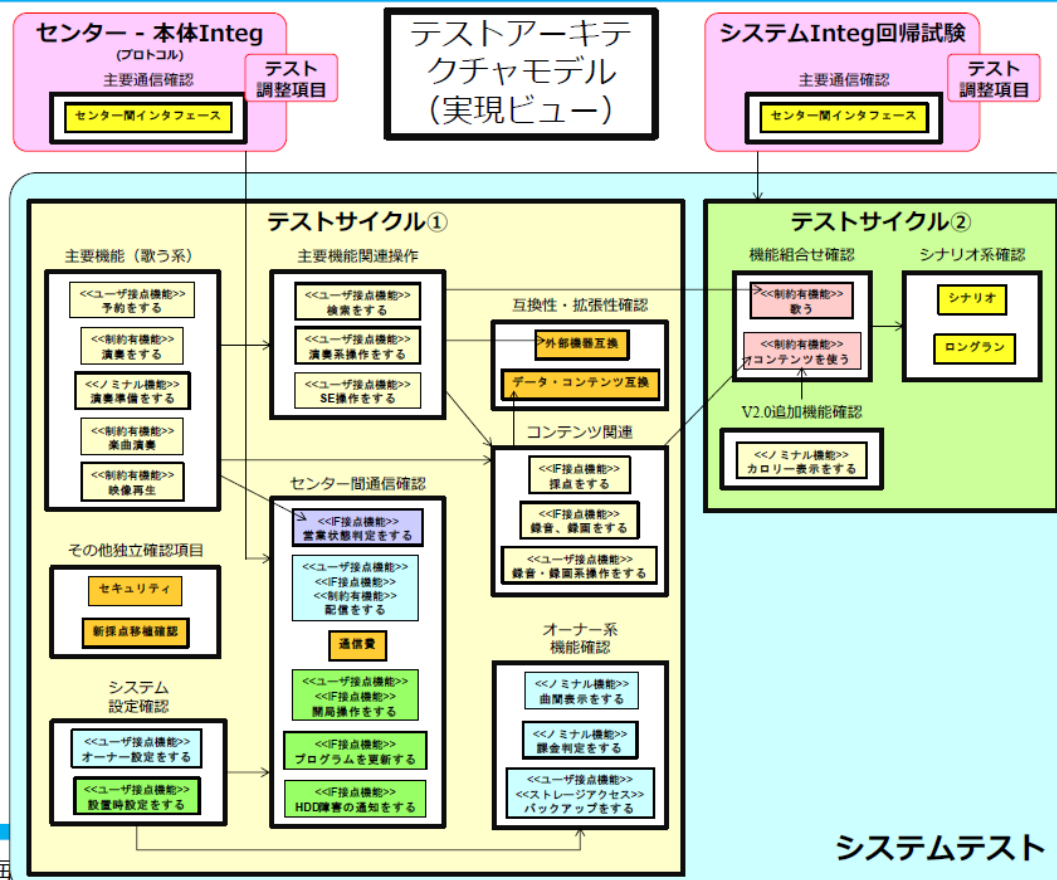 センター - 本体Integ
(プロトコル)
主要通信確認
テスト
調整項目
センター間インタフェース
テストアーキテ
クチャモデル
（実現ビュー）
システムInteg回帰試験
主要通信確認
テスト
調整項目
センター間インタフェース
テストサイクル①
主要機能（歌う系）
<<ユーザ接点機能>>
予約をする
<<制約有機能>>
演奏をする
<<ノミナル機能>>
演奏準備をする
<<制約有機能>>
楽曲演奏
<<制約有機能>>
映像再生
その他独立確認項目
セキュリティ
新採点移植確認
システム
設定確認
<<ユーザ接点機能>>
オーナー設定をする
<<ユーザ接点機能>>
設置時設定をする
主要機能関連操作
<<ユーザ接点機能>>
検索をする
<<ユーザ接点機能>>
演奏系操作をする
<<ユーザ接点機能>>
SE操作をする
センター間通信確認
<<IF接点機能>>
営業状態判定をする
<<ユーザ接点機能>>
<<IF接点機能>>
<<制約有機能>>
配信をする
通信費
<<ユーザ接点機能>>
<<IF接点機能>>
開局操作をする
<<IF接点機能>>
プログラムを更新する
<<IF接点機能>>
HDD障害の通知をする
互換性・拡張性確認
外部機器互換
データ・コンテンツ互換
コンテンツ関連
<<IF接点機能>>
採点をする
<<IF接点機能>>
録音、録画をする
<<ユーザ接点機能>>
録音・録画系操作をする
オーナー系
機能確認
<<ノミナル機能>>
曲間表示をする
<<ノミナル機能>>
課金判定をする
<<ユーザ接点機能>>
<<ストレージアクセス>>
バックアップをする
テストサイクル②
機能組合せ確認
<<制約有機能>>
歌う
<<制約有機能>>
コンテンツを使う
V2.0追加機能確認
<<ノミナル機能>>
カロリー表示をする
シナリオ系確認
シナリオ
ロングラン
システムテスト